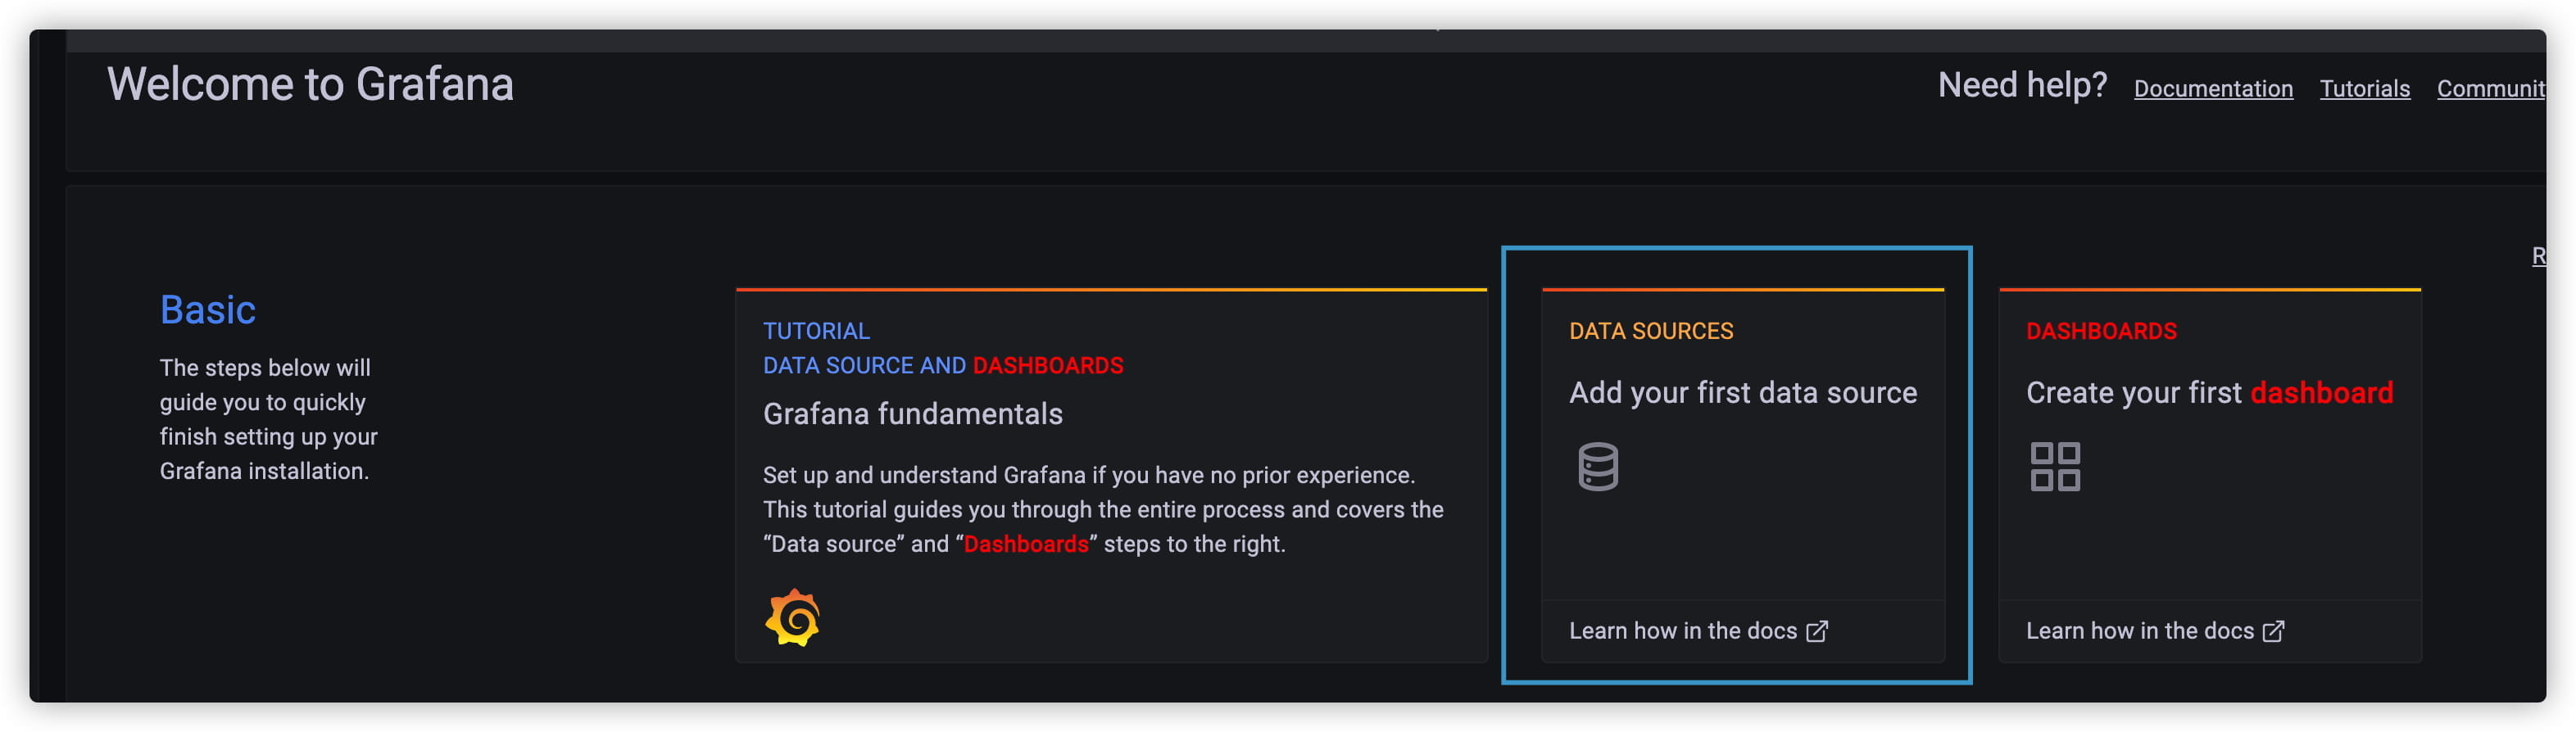 Welcome to Grafana
Need help? Documentation Tutorials Communit
R
Basic
The steps below will
guide you to quickly
finish setting up your
Grafana installation.
TUTORIAL
DATA SOURCE AND DASHBOARDS
Grafana fundamentals
Set up and understand Grafana if you have no prior experience.
This tutorial guides you through the entire process and covers the
“Data source” and “Dashboards” steps to the right.
DATA SOURCES
Add your first data source
Learn how in the docs
DASHBOARDS
Create your first dashboard
Learn how in the docs